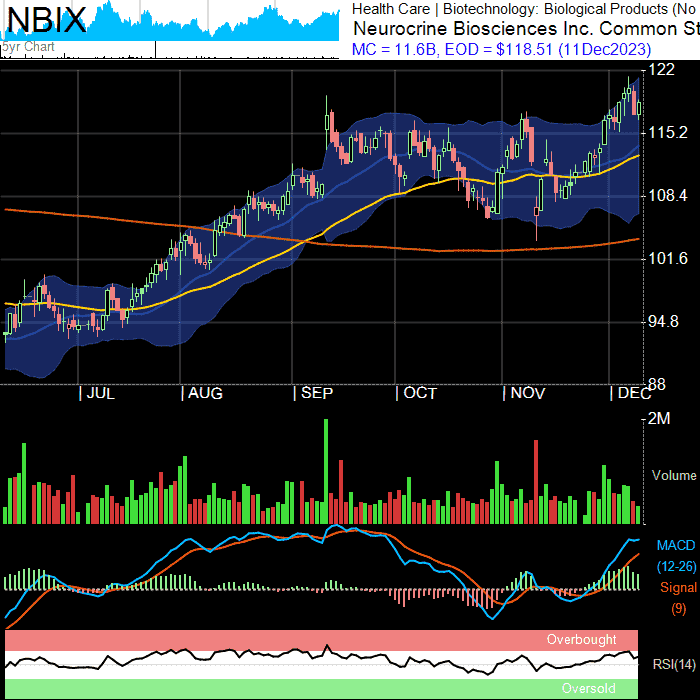 NBIX
5yr Chart
Health Care | Biotechnology: Biological Products (No
Neurocrine Biosciences Inc. Common St
MC = 11.6B, EOD = $118.51 (11Dec2023)
122
115.2
108.4
101.6
94.8
88
| JUL | AUG | SEP | OCT | NOV | DEC
2M
Volume
MACD
(12-26)
Signal
(9)
Overbought
RSI(14)
Oversold